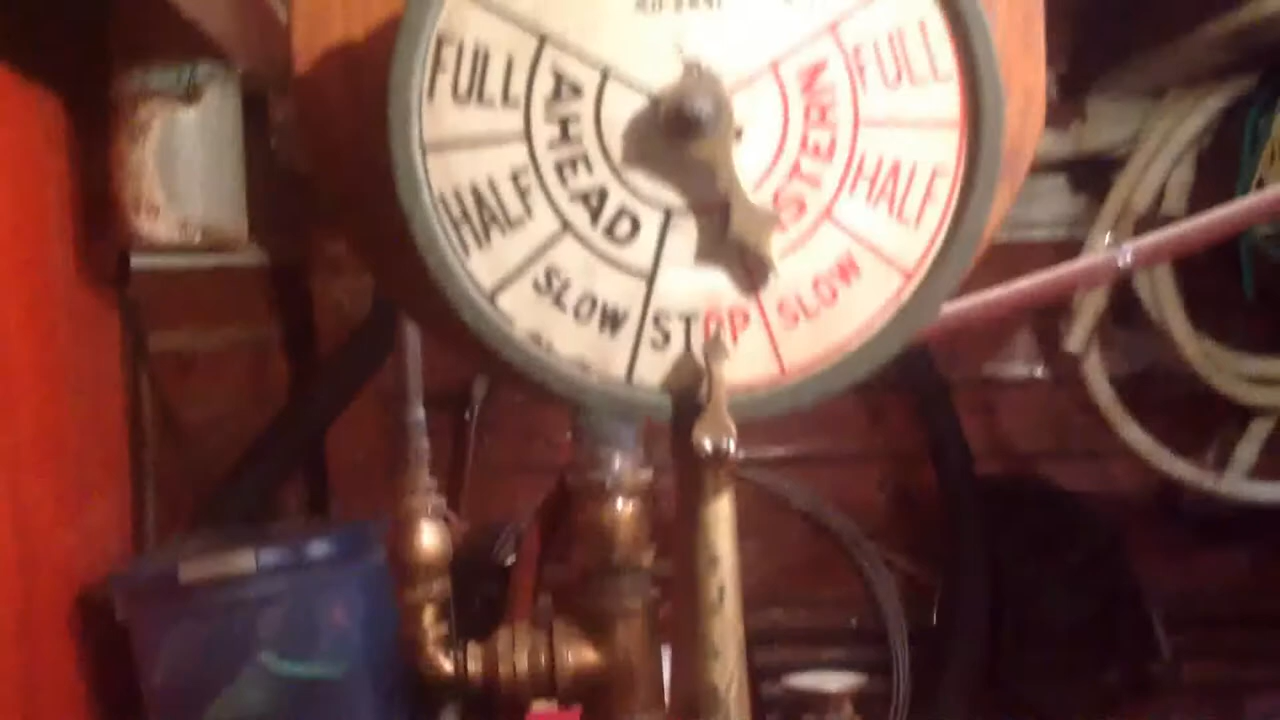 FULL
HALF
SLOW
AHEAD
STOP
ASTERN
FULL
HALF
SLOW